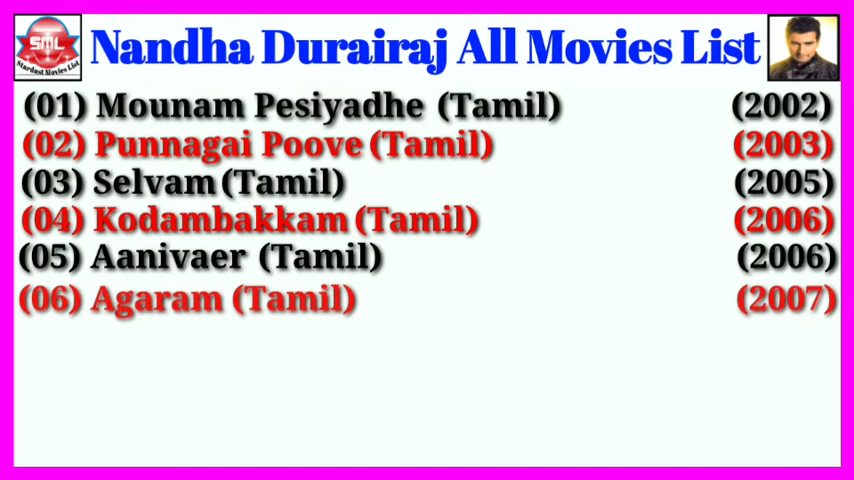 SML
Stardust Movies List
Nandha Durairaj All Movies List
(01) Mounam Pesiyadhe (Tamil) (2002)
(02) Punnagai Poove (Tamil) (2003)
(03) Selvam (Tamil) (2005)
(04) Kodambakkam (Tamil) (2006)
(05) Aanivaer (Tamil) (2006)
(06) Agaram (Tamil) (2007)